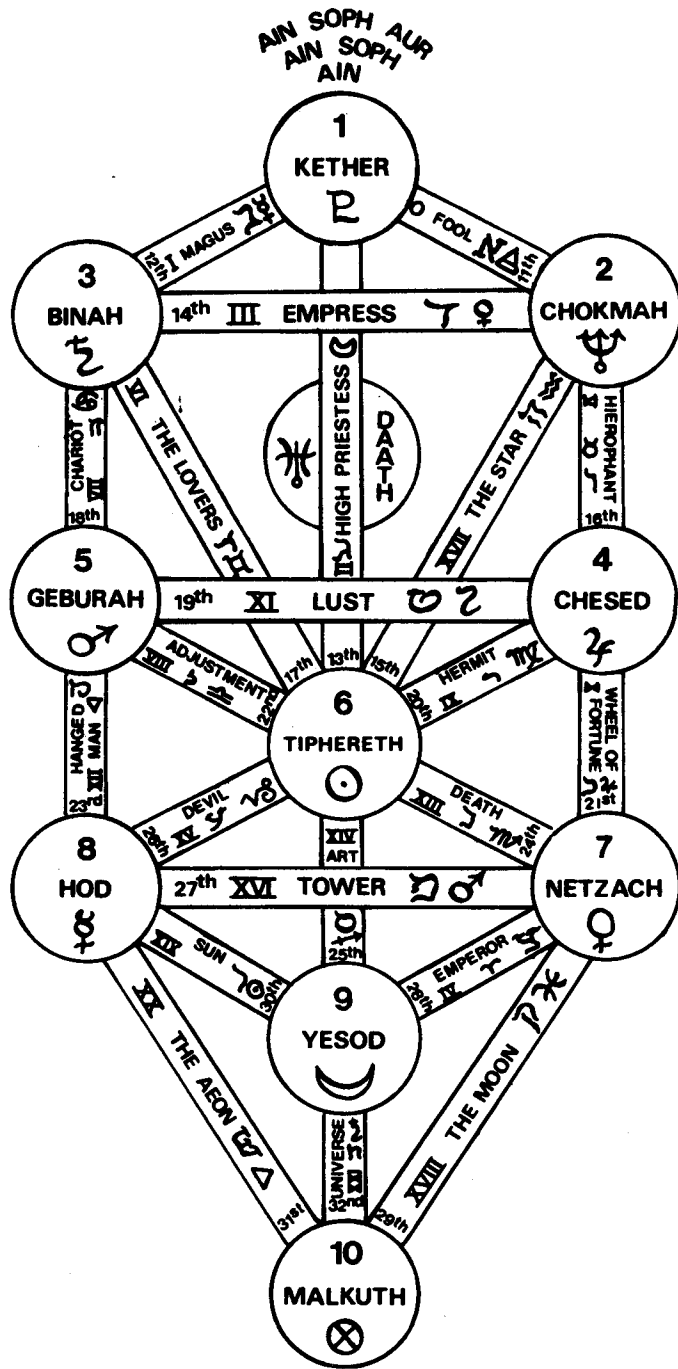 AIN SOPH AUR
AIN SOPH
AIN
1
KETHER
12th I MAGUS
O FOOL 11th
3
BINAH
14th III EMPRESS
2
CHOKMAH
CHARIOT VII 18th
VI THE LOVERS 17th
II HIGH PRIESTESS 13th
DAATH
XVII THE STAR 15th
HIEROPHANT V 16th
5
GEBURAH
19th XI LUST
4
CHESED
ADJUSTMENT
VIII 22nd
HERMIT
20th IX
HANGED
MAN XII 23rd
6
TIPHERETH
WHEEL OF
FORTUNE X 21st
DEVIL
26th XV
DEATH
XIII 24th
XIV
ART
25th
8
HOD
27th XVI TOWER
7
NETZACH
XIX SUN 30th
EMPEROR
28th IV
9
YESOD
XX THE AEON 31st
UNIVERSE
XXI 32nd
XVIII THE MOON 29th
10
MALKUTH